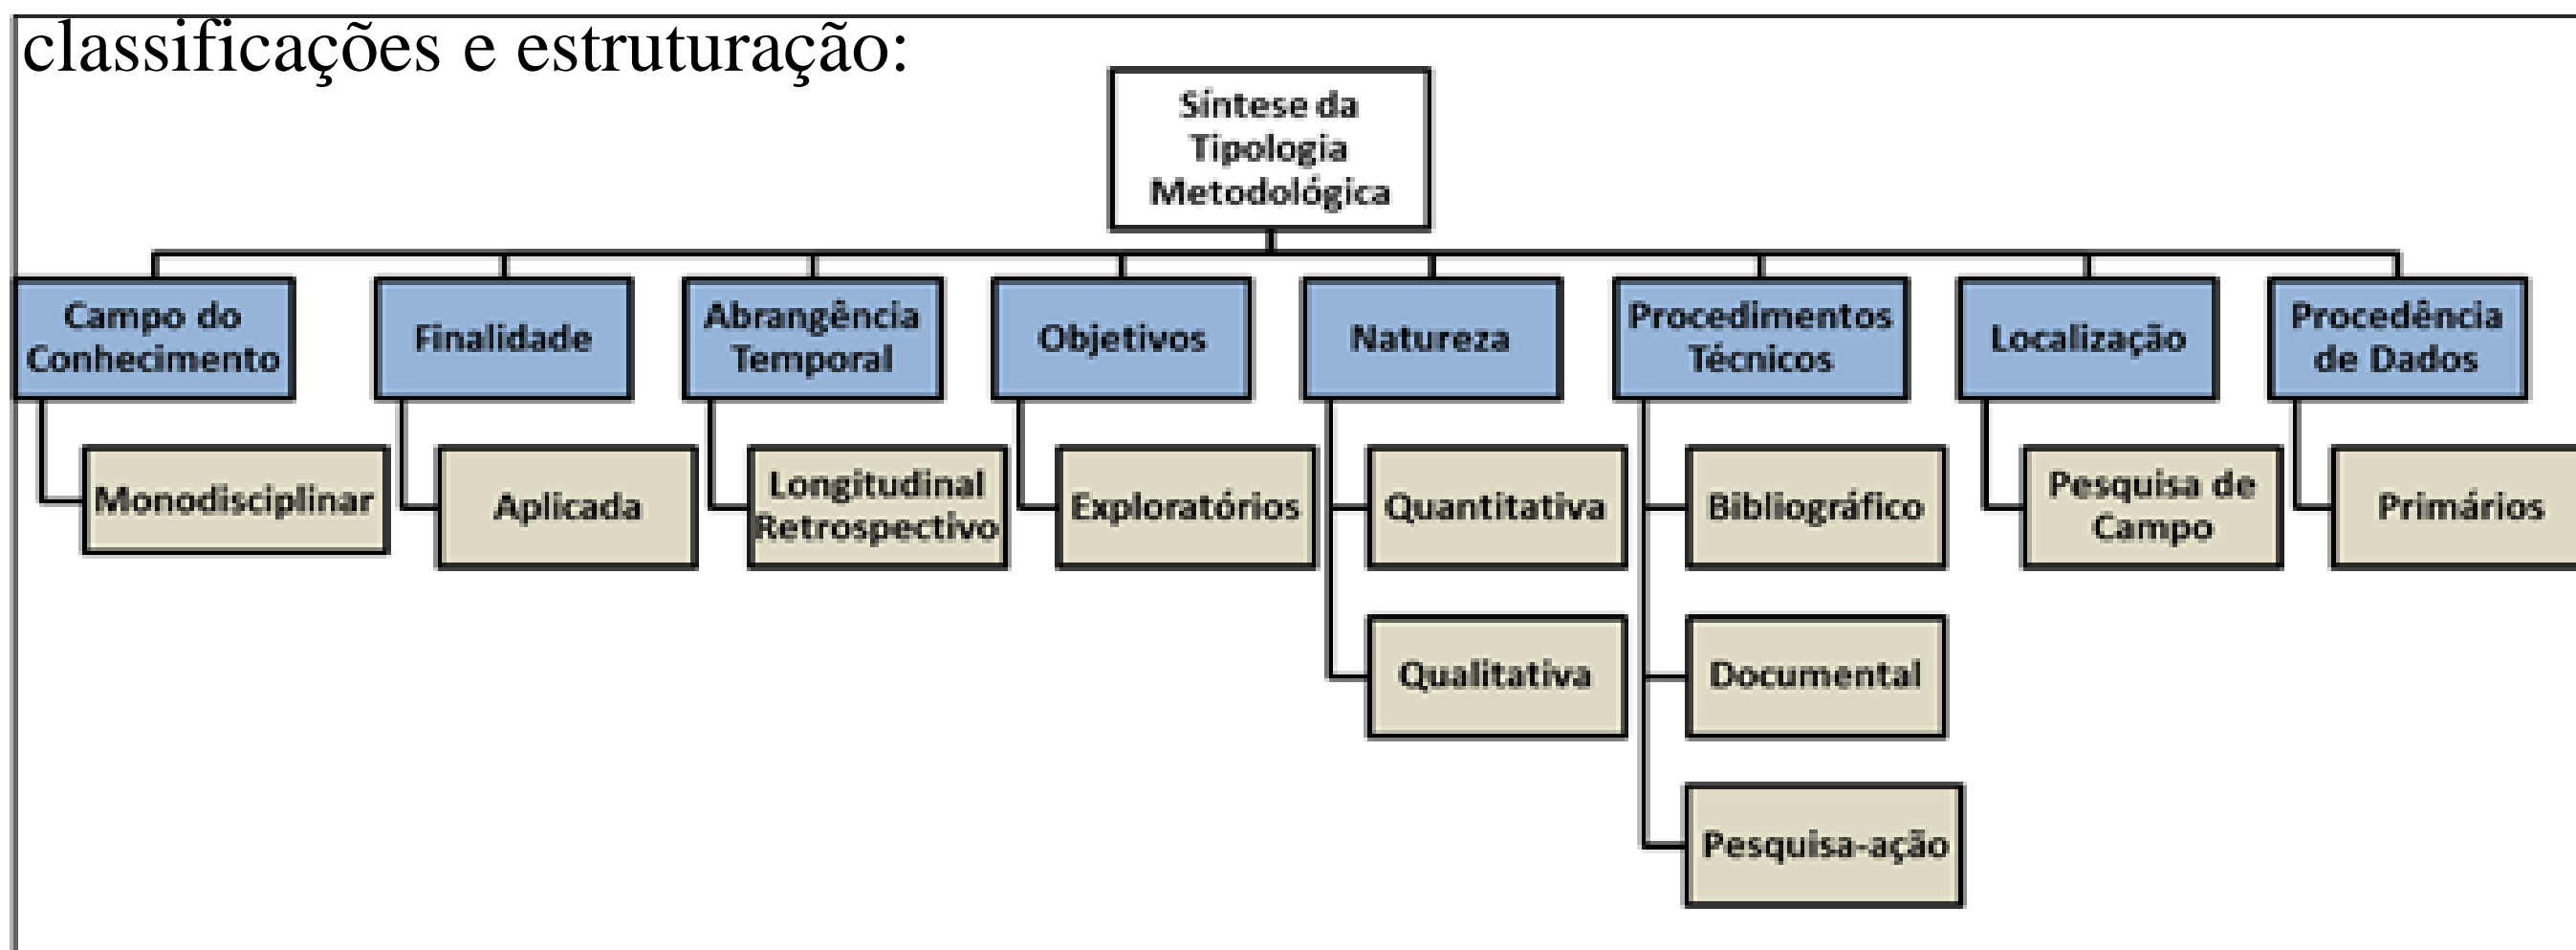 classificações e estruturação:
Síntese da
Tipologia
Metodológica
Campo do
Conhecimento
Finalidade
Abrangência
Temporal
Objetivos
Natureza
Procedimentos
Técnicos
Localização
Procedência
de Dados
Monodisciplinar
Aplicada
Longitudinal
Retrospectivo
Exploratórios
Quantitativa
Bibliográfico
Pesquisa de
Campo
Primários
Qualitativa
Documental
Pesquisa-ação